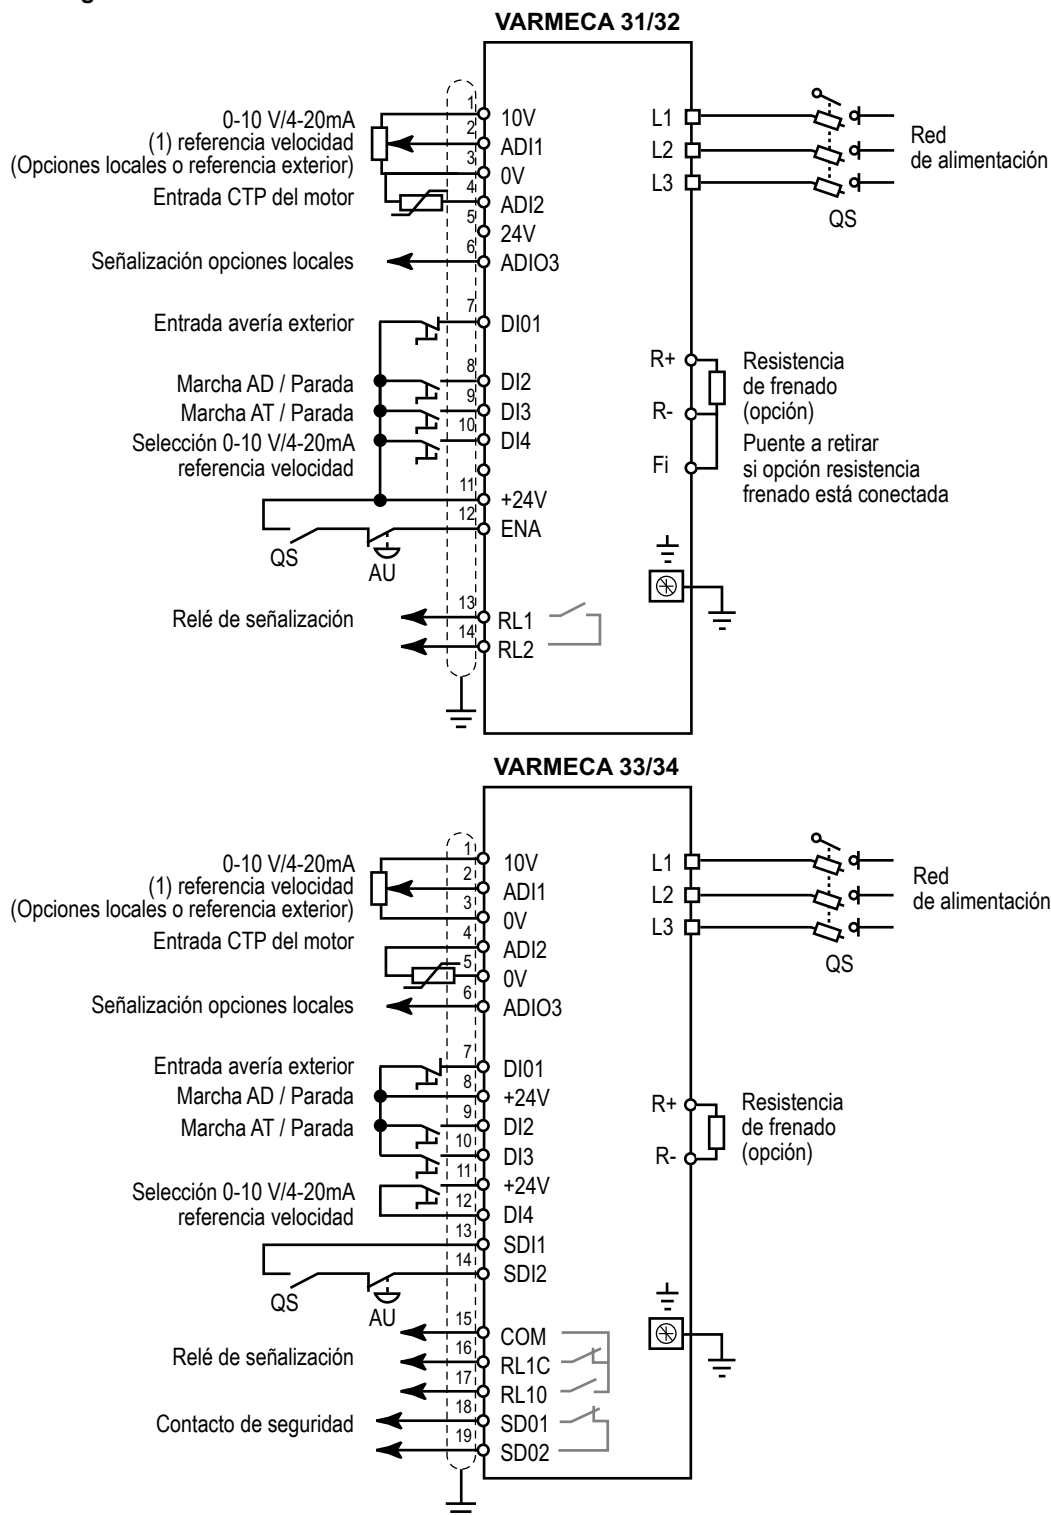 VARMECA 31/32
0-10 V/4-20mA
(1) referencia velocidad
(Opciones locales o referencia exterior)
Entrada CTP del motor
Señalización opciones locales
Entrada avería exterior
Marcha AD / Parada
Marcha AT / Parada
Selección 0-10 V/4-20mA
referencia velocidad
QS
AU
Relé de señalización
1
2
3
4
5
6
7
8
9
10
11
12
13
14
10V
ADI1
0V
ADI2
24V
ADIO3
DI01
DI2
DI3
DI4
+24V
ENA
RL1
RL2
L1
L2
L3
QS
Red
de alimentación
R+
R-
Fi
Resistencia
de frenado
(opción)
Puente a retirar
si opción resistencia
frenado está conectada
VARMECA 33/34
0-10 V/4-20mA
(1) referencia velocidad
(Opciones locales o referencia exterior)
Entrada CTP del motor
Señalización opciones locales
Entrada avería exterior
Marcha AD / Parada
Marcha AT / Parada
Selección 0-10 V/4-20mA
referencia velocidad
QS
AU
Relé de señalización
Contacto de seguridad
1
2
3
4
5
6
7
8
9
10
11
12
13
14
15
16
17
18
19
10V
ADI1
0V
ADI2
0V
ADIO3
DI01
+24V
DI2
DI3
+24V
DI4
SDI1
SDI2
COM
RL1C
RL10
SD01
SD02
L1
L2
L3
QS
Red
de alimentación
R+
R-
Resistencia
de frenado
(opción)